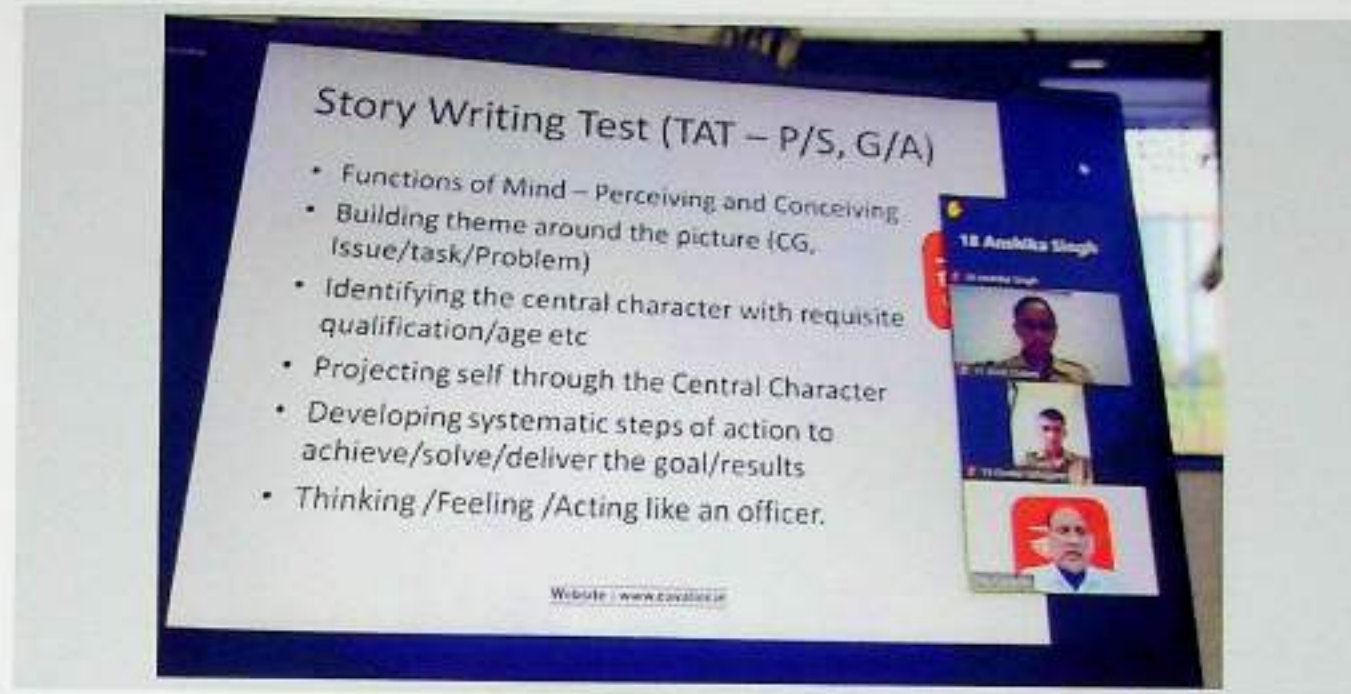 Story Writing Test (TAT – P/S, G/A)
• Functions of Mind – Perceiving and Conceiving
• Building theme around the picture (CG,
Issue/task/Problem)
• Identifying the central character with requisite
qualification/age etc
• Projecting self through the Central Character
• Developing systematic steps of action to
achieve/solve/deliver the goal/results
• Thinking /Feeling /Acting like an officer.
Website :
18 Anshika Singh